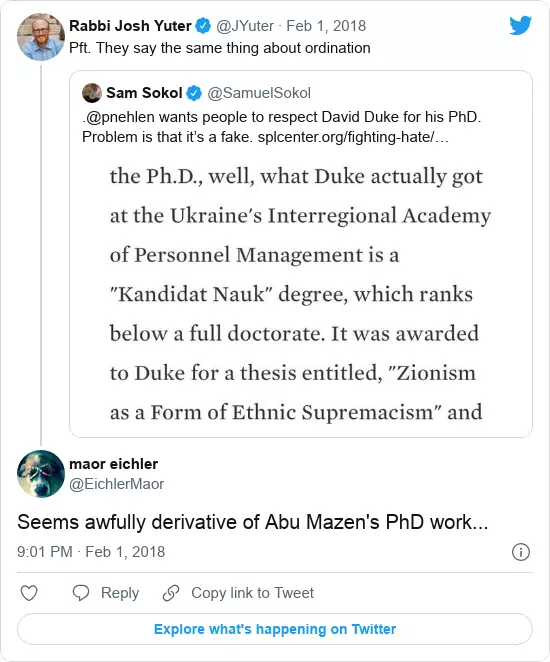 Rabbi Josh Yuter @JYuter · Feb 1, 2018
Pft. They say the same thing about ordination
Sam Sokol @SamuelSokol
.@pnehlen wants people to respect David Duke for his PhD.
Problem is that it's a fake. splcenter.org/fighting-hate/…
the Ph.D., well, what Duke actually got
at the Ukraine's Interregional Academy
of Personnel Management is a
"Kandidat Nauk" degree, which ranks
below a full doctorate. It was awarded
to Duke for a thesis entitled, "Zionism
as a Form of Ethnic Supremacism" and
maor eichler
@EichlerMaor
Seems awfully derivative of Abu Mazen's PhD work...
9:01 PM · Feb 1, 2018
Reply
Copy link to Tweet
Explore what's happening on Twitter